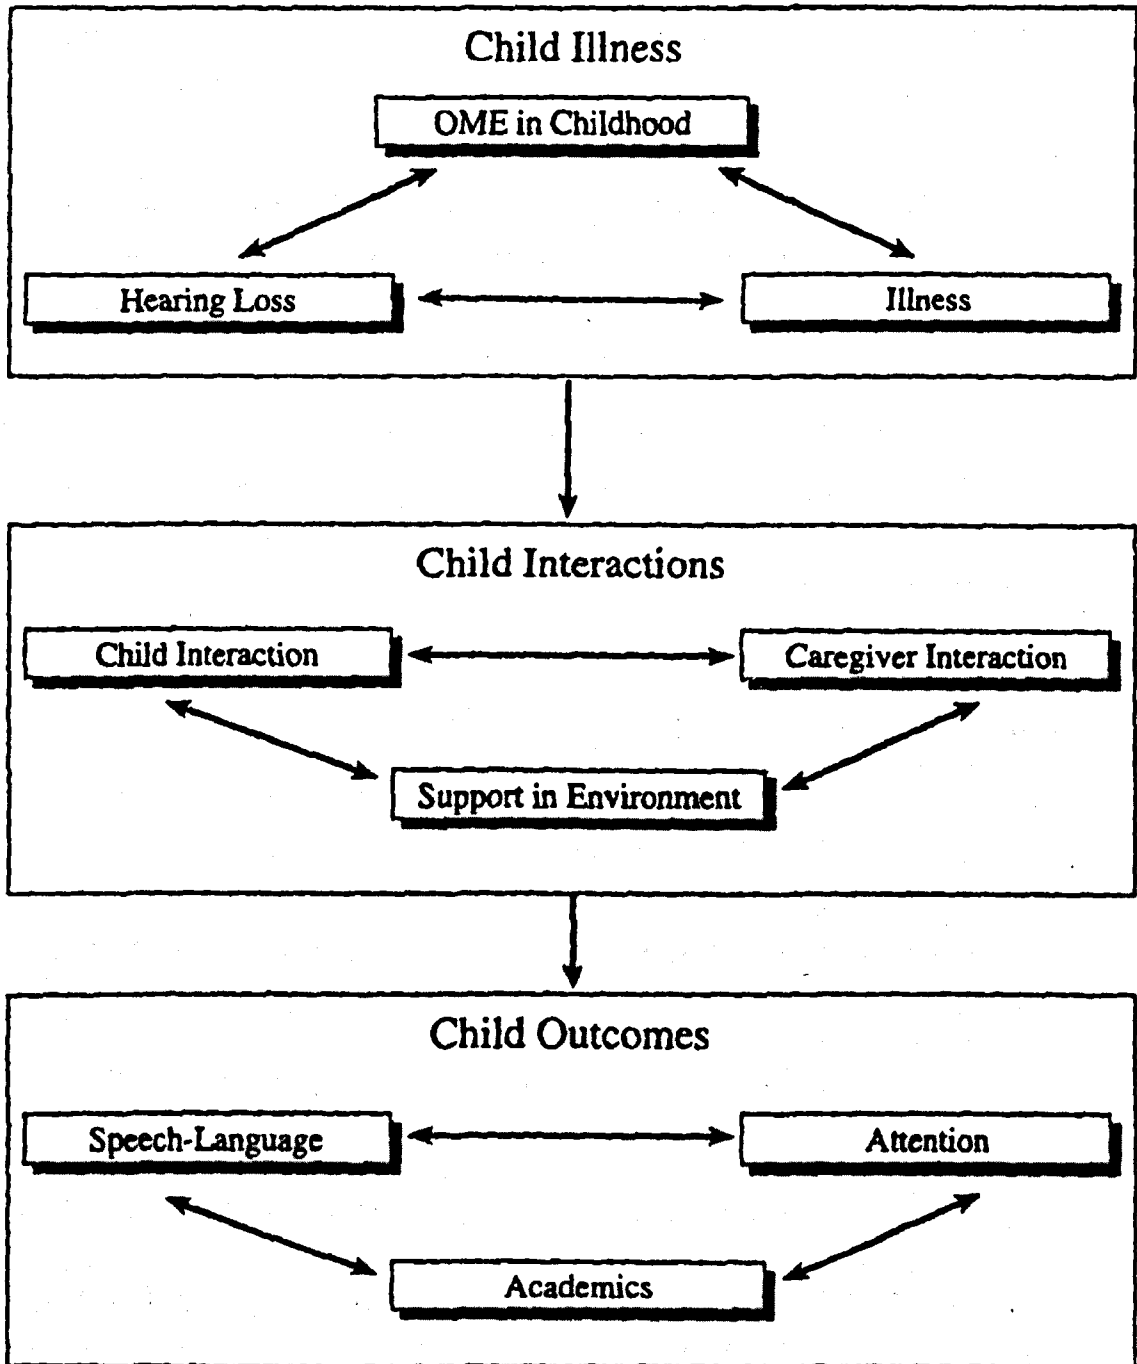 Child Illness
OME in Childhood
Hearing Loss
Illness
Child Interactions
Child Interaction
Caregiver Interaction
Support in Environment
Child Outcomes
Speech-Language
Attention
Academics